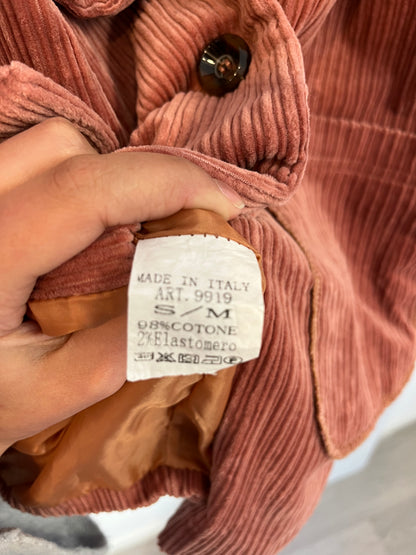 MADE IN ITALY
ART.9919
S/M
98%COTONE
2%Elastomero